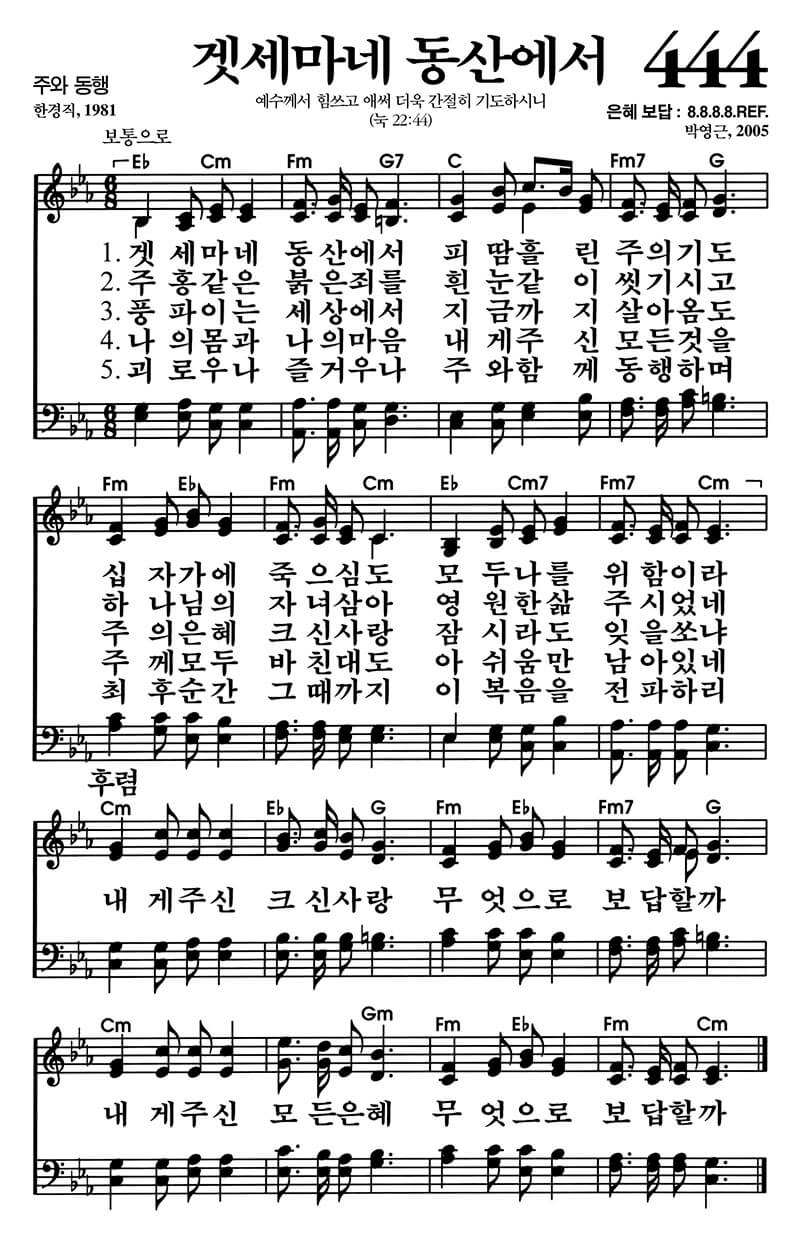 겟세마네 동산에서 444
주와 동행
예수께서 힘쓰고 애써 더욱 간절히 기도하시니
한경직, 1981
은혜 보답 : 8.8.8.8.REF.
(눅 22:44)
박영근, 2005
보통으로
E♭ Cm Fm G7 C Fm7 G
1. 겟 세마네 동산에서 피 땀흘 린 주의기도
2. 주 홍같은 붉은죄를 흰 눈같 이 씻기시고
3. 풍 파이는 세상에서 지 금까 지 살아옴도
4. 나 의몸과 나의마음 내 게주 신 모든것을
5. 괴 로우나 즐거우나 주 와함 께 동행하며
Fm E♭ Fm Cm E♭ Cm7 Fm7 Cm
십 자가에 죽으심도 모 두나를 위함이라
하 나님의 자녀삼아 영 원한삶 주시었네
주 의은혜 크신사랑 잠 시라도 잊을쏘냐
주 께모두 바친대도 아 쉬움만 남아있네
최 후순간 그때까지 이 복음을 전파하리
후렴
Cm E♭ G Fm E♭ Fm7 G
내 게주신 크신사랑 무 엇으로 보답할까
Cm Gm Fm E♭ Fm Cm
내 게주신 모든은혜 무 엇으로 보답할까